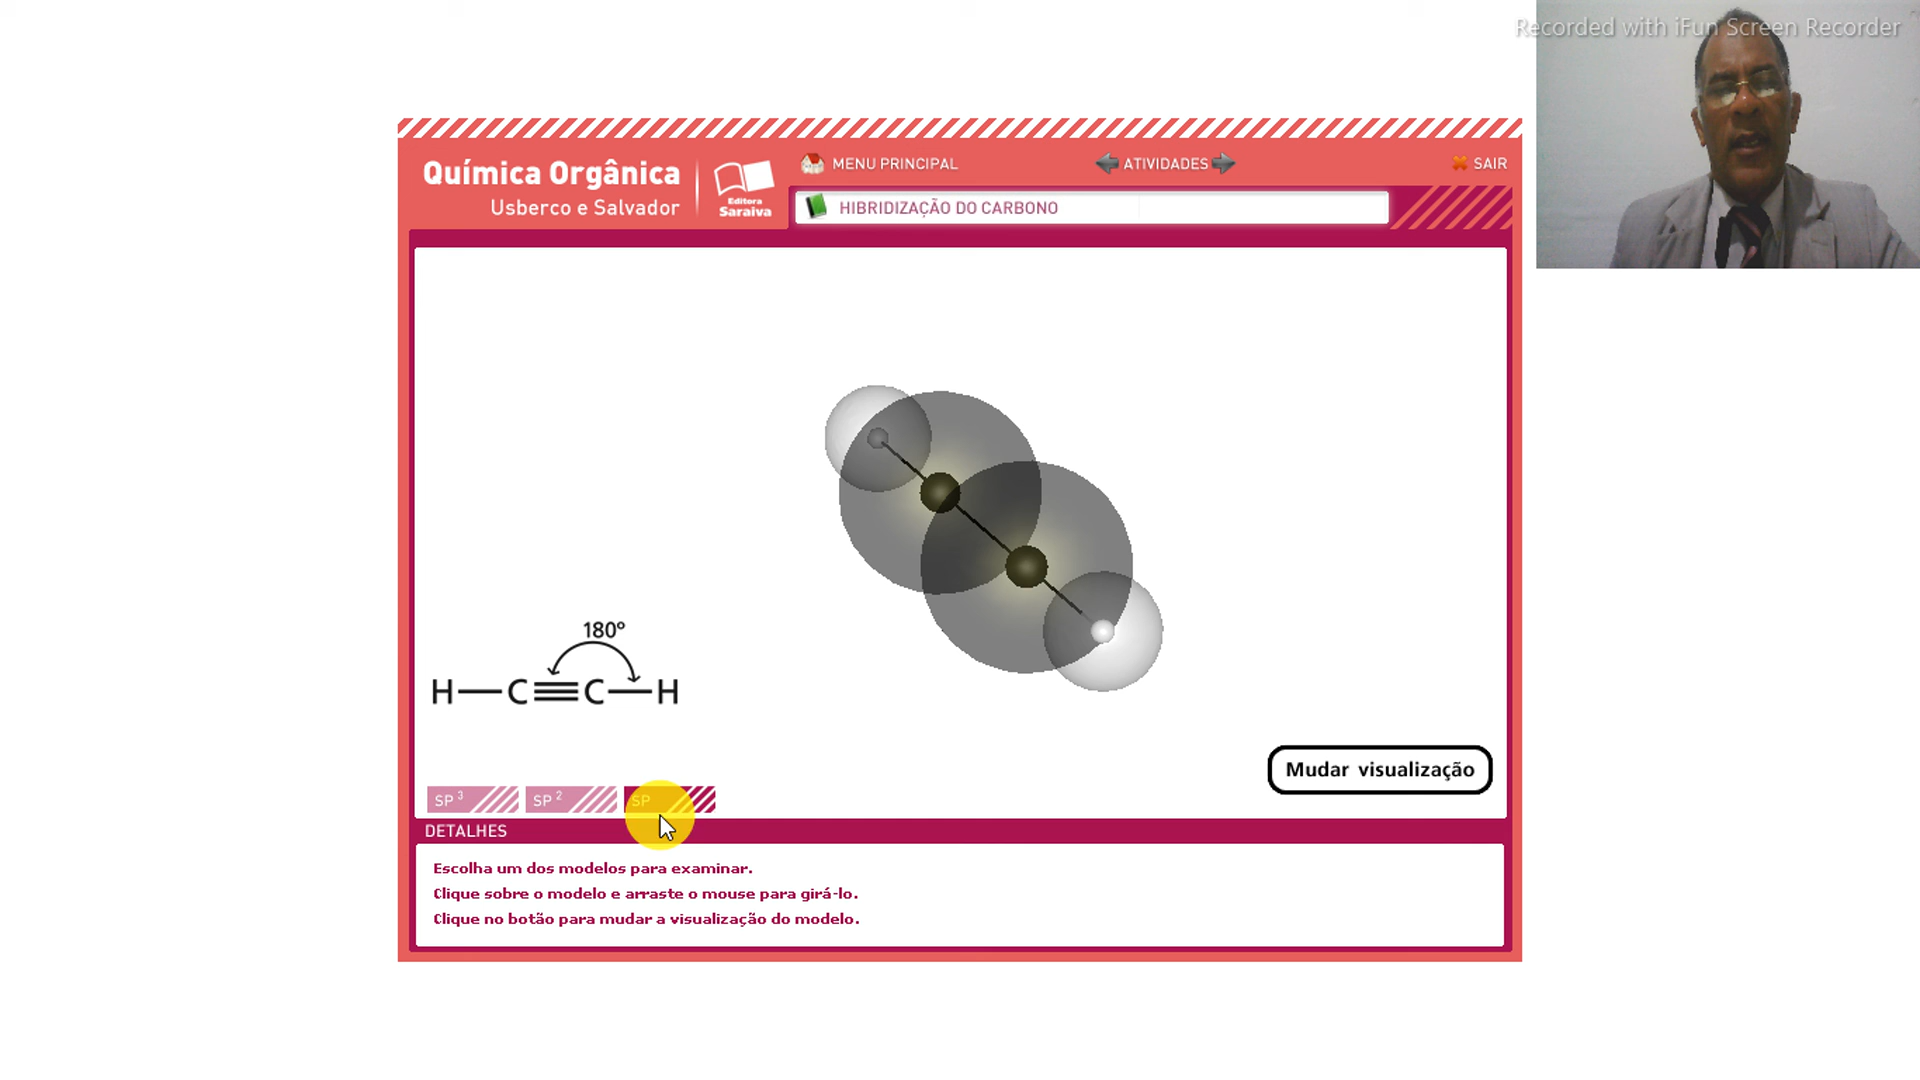 Recorded with iFun Screen Recorder
Química Orgânica
Usberco e Salvador
Editora
Saraiva
MENU PRINCIPAL
ATIVIDADES
SAIR
HIBRIDIZAÇÃO DO CARBONO
180°
H—C≡C—H
Mudar visualização
SP³
SP²
SP
DETALHES
Escolha um dos modelos para examinar.
Clique sobre o modelo e arraste o mouse para girá-lo.
Clique no botão para mudar a visualização do modelo.